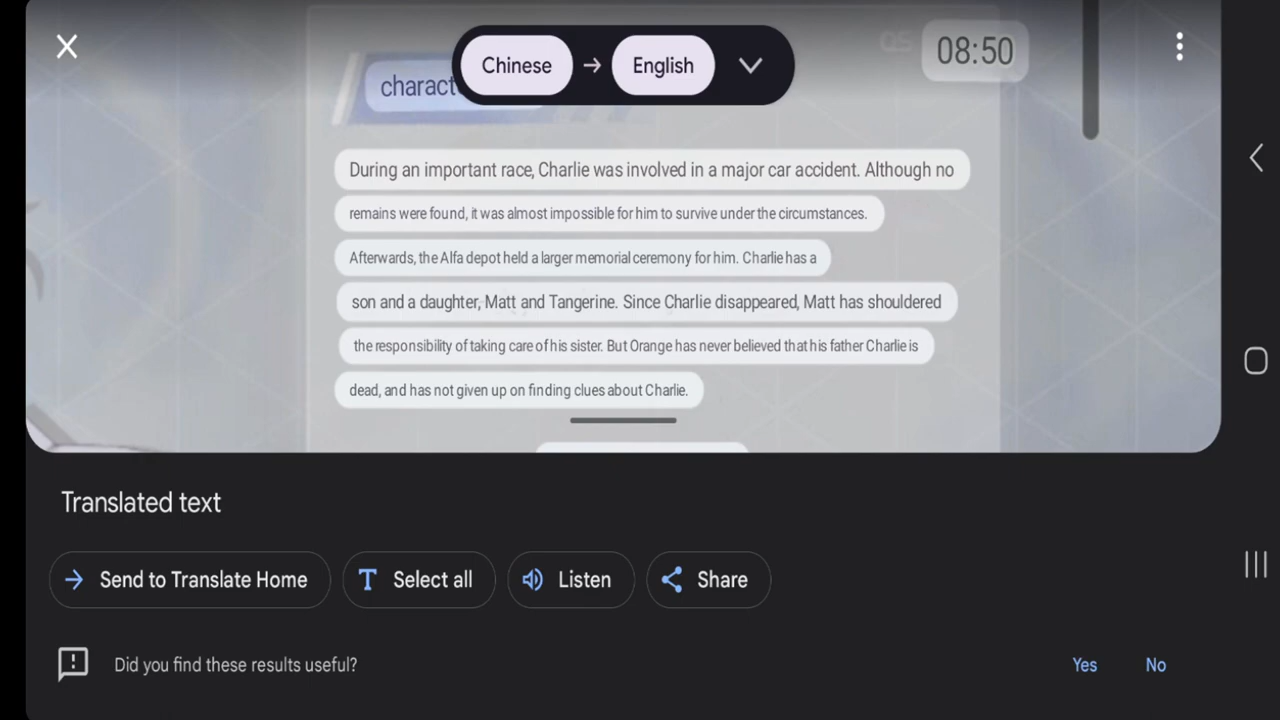 Chinese → English
08:50
charact
During an important race, Charlie was involved in a major car accident. Although no
remains were found, it was almost impossible for him to survive under the circumstances.
Afterwards, the Alfa depot held a larger memorial ceremony for him. Charlie has a
son and a daughter, Matt and Tangerine. Since Charlie disappeared, Matt has shouldered
the responsibility of taking care of his sister. But Orange has never believed that his father Charlie is
dead, and has not given up on finding clues about Charlie.
Translated text
Send to Translate Home
Select all
Listen
Share
Did you find these results useful?
Yes
No